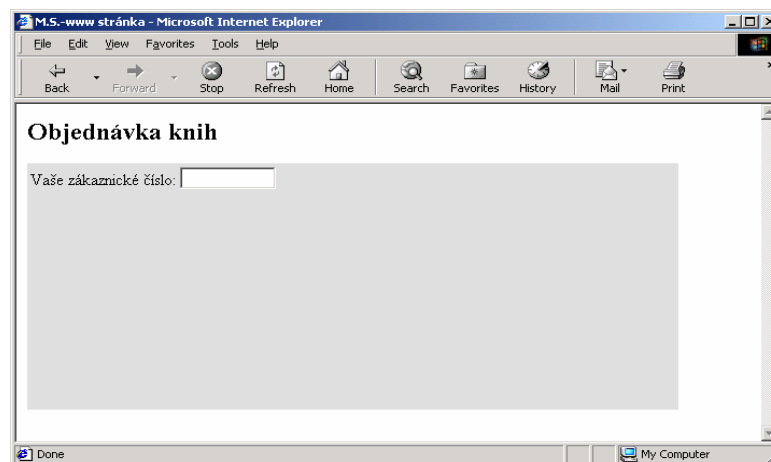 M.S.-www stránka - Microsoft Internet Explorer
File Edit View Favorites Tools Help
Back Forward Stop Refresh Home Search Favorites History Mail Print
Objednávka knih
Vaše zákaznické číslo:
Done My Computer